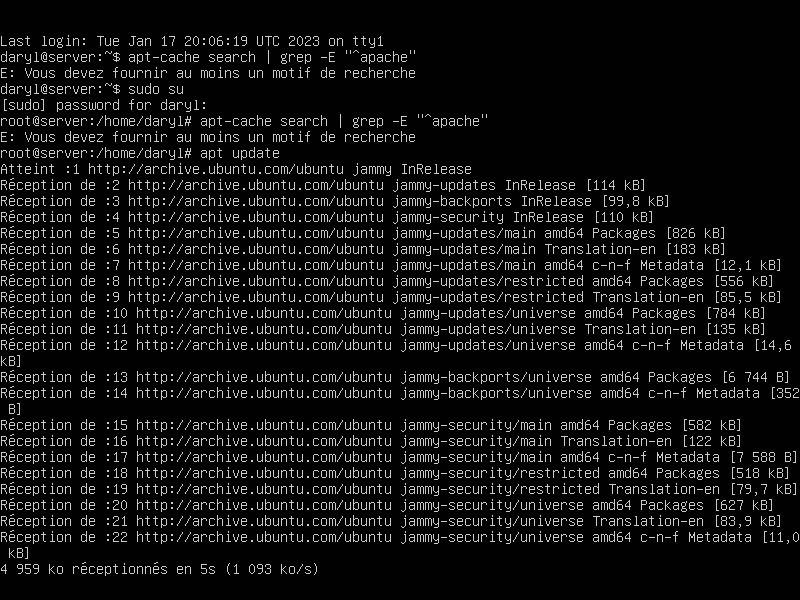 Last login: Tue Jan 17 20:06:19 UTC 2023 on tty1
daryl@server:~$ apt-cache search | grep -E "^apache"
E: Vous devez fournir au moins un motif de recherche
daryl@server:~$ sudo su
[sudo] password for daryl:
root@server:/home/daryl# apt-cache search | grep -E "^apache"
E: Vous devez fournir au moins un motif de recherche
root@server:/home/daryl# apt update
Atteint :1 http://archive.ubuntu.com/ubuntu jammy InRelease
Réception de :2 http://archive.ubuntu.com/ubuntu jammy-updates InRelease [114 kB]
Réception de :3 http://archive.ubuntu.com/ubuntu jammy-backports InRelease [99,8 kB]
Réception de :4 http://archive.ubuntu.com/ubuntu jammy-security InRelease [110 kB]
Réception de :5 http://archive.ubuntu.com/ubuntu jammy-updates/main amd64 Packages [826 kB]
Réception de :6 http://archive.ubuntu.com/ubuntu jammy-updates/main Translation-en [183 kB]
Réception de :7 http://archive.ubuntu.com/ubuntu jammy-updates/main amd64 c-n-f Metadata [12,1 kB]
Réception de :8 http://archive.ubuntu.com/ubuntu jammy-updates/restricted amd64 Packages [556 kB]
Réception de :9 http://archive.ubuntu.com/ubuntu jammy-updates/restricted Translation-en [85,5 kB]
Réception de :10 http://archive.ubuntu.com/ubuntu jammy-updates/universe amd64 Packages [784 kB]
Réception de :11 http://archive.ubuntu.com/ubuntu jammy-updates/universe Translation-en [135 kB]
Réception de :12 http://archive.ubuntu.com/ubuntu jammy-updates/universe amd64 c-n-f Metadata [14,6
kB]
Réception de :13 http://archive.ubuntu.com/ubuntu jammy-backports/universe amd64 Packages [6 744 B]
Réception de :14 http://archive.ubuntu.com/ubuntu jammy-backports/universe amd64 c-n-f Metadata [352
 B]
Réception de :15 http://archive.ubuntu.com/ubuntu jammy-security/main amd64 Packages [582 kB]
Réception de :16 http://archive.ubuntu.com/ubuntu jammy-security/main Translation-en [122 kB]
Réception de :17 http://archive.ubuntu.com/ubuntu jammy-security/main amd64 c-n-f Metadata [7 588 B]
Réception de :18 http://archive.ubuntu.com/ubuntu jammy-security/restricted amd64 Packages [518 kB]
Réception de :19 http://archive.ubuntu.com/ubuntu jammy-security/restricted Translation-en [79,7 kB]
Réception de :20 http://archive.ubuntu.com/ubuntu jammy-security/universe amd64 Packages [627 kB]
Réception de :21 http://archive.ubuntu.com/ubuntu jammy-security/universe Translation-en [83,9 kB]
Réception de :22 http://archive.ubuntu.com/ubuntu jammy-security/universe amd64 c-n-f Metadata [11,0
 kB]
4 959 ko réceptionnés en 5s (1 093 ko/s)